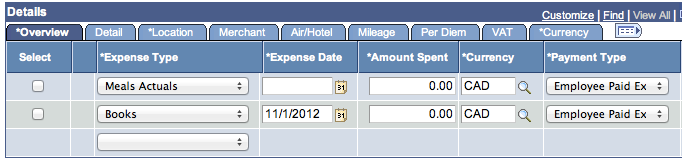 Details
Customize | Find | View All |
*Overview Detail *Location Merchant Air/Hotel Mileage Per Diem VAT *Currency
Select *Expense Type *Expense Date *Amount Spent *Currency *Payment Type
Meals Actuals 31 0.00 CAD Employee Paid Ex
Books 11/1/2012 31 0.00 CAD Employee Paid Ex